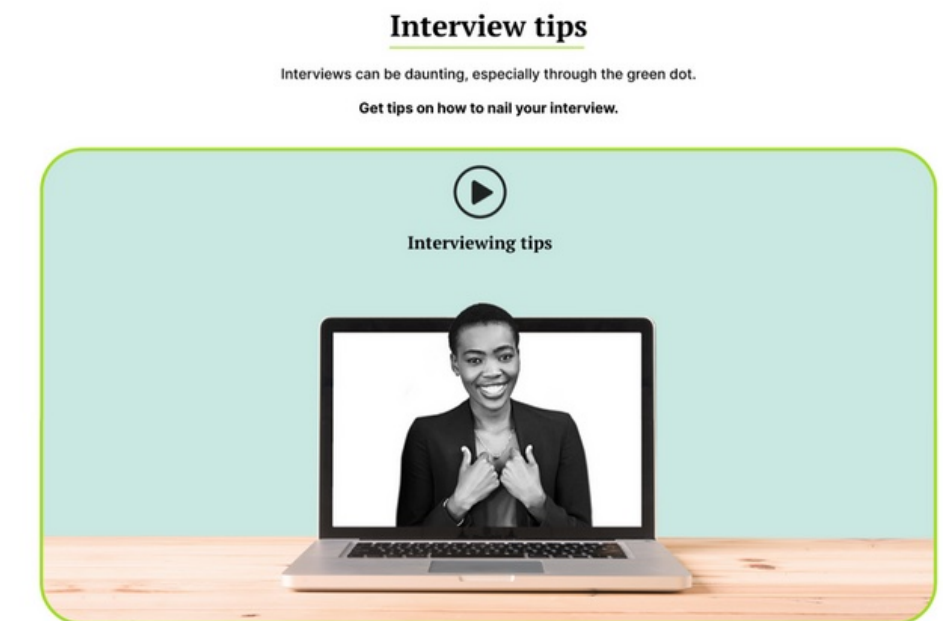 Interview tips
Interviews can be daunting, especially through the green dot.
Get tips on how to nail your interview.
Interviewing tips